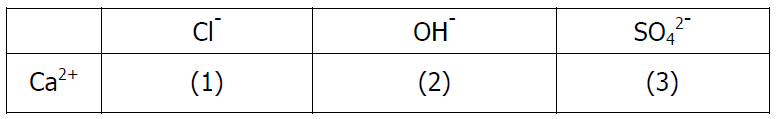 Cl⁻ OH⁻ SO₄²⁻
Ca²⁺ (1) (2) (3)